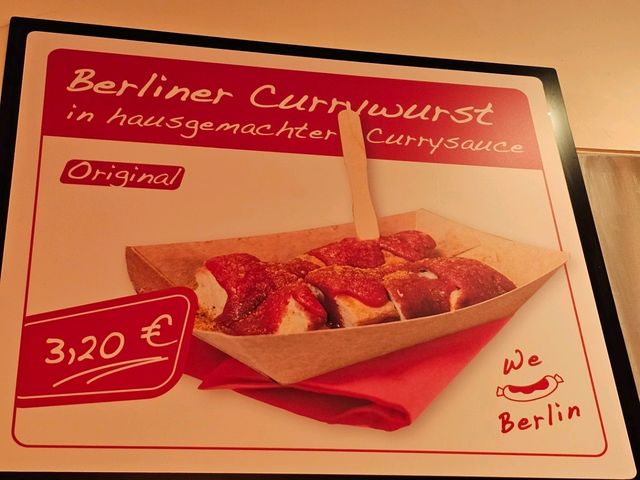 Berliner Currywurst
in hausgemachter Currysauce
Original
3,20 €
We
Berlin